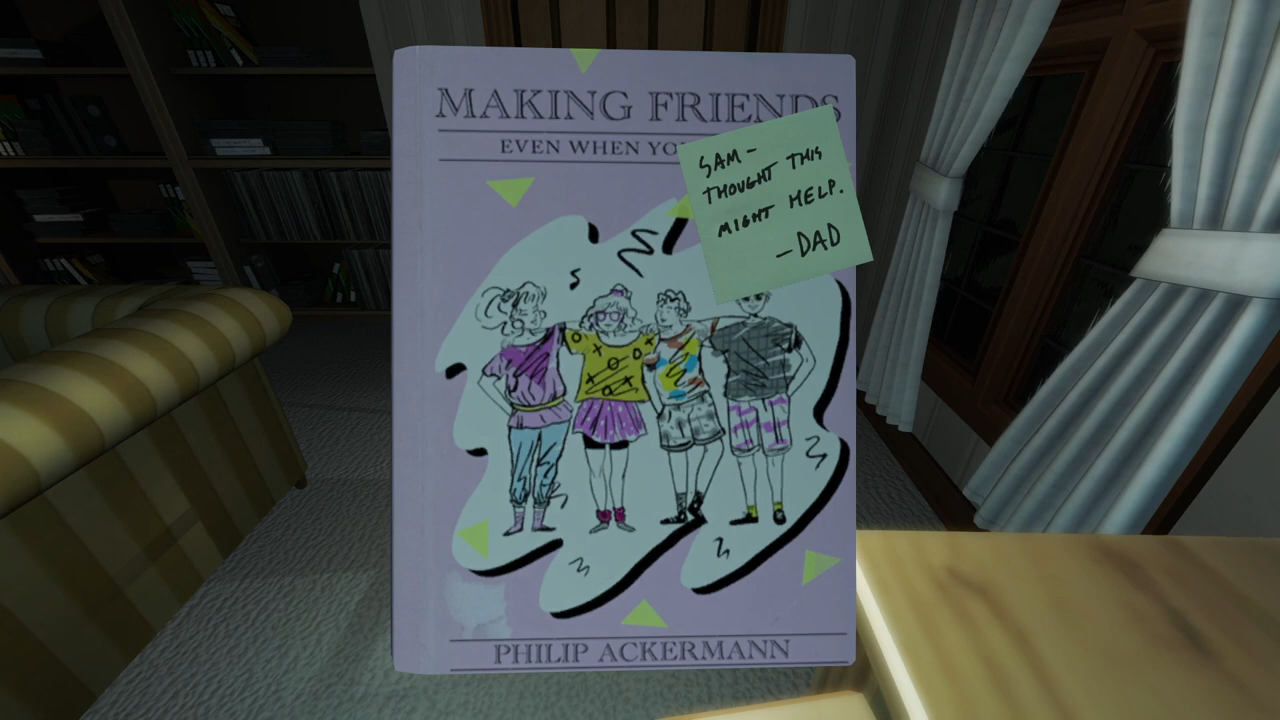 MAKING FRIENDS
EVEN WHEN YO
SAM-
THOUGHT THIS
MIGHT HELP.
-DAD
PHILIP ACKERMANN